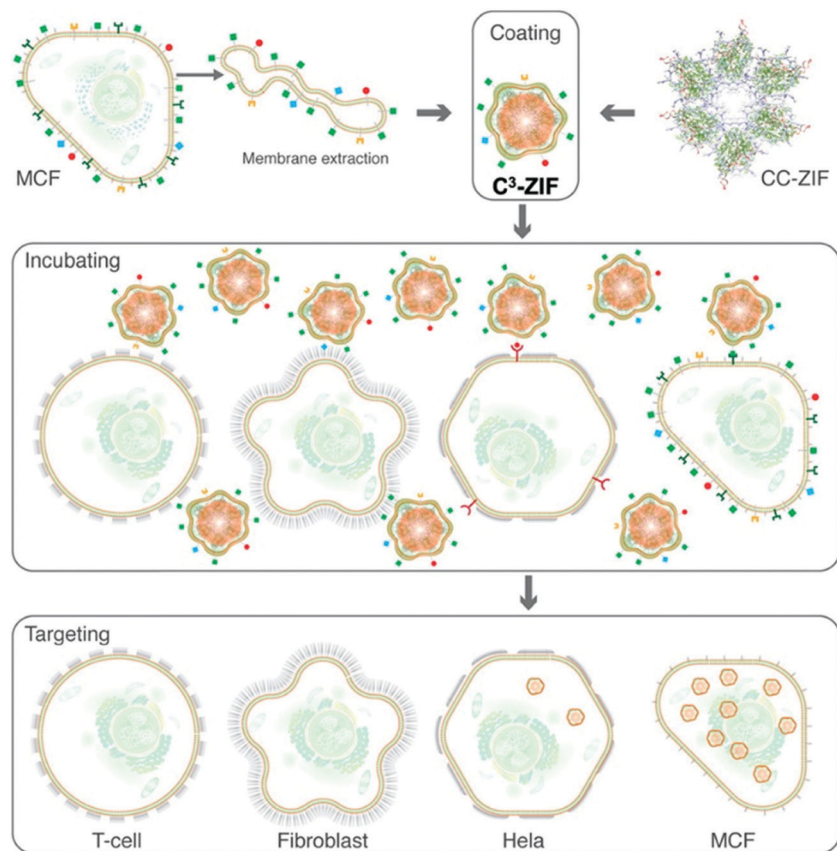 Coating
MCF
Membrane extraction
C³-ZIF
CC-ZIF
Incubating
Targeting
T-cell
Fibroblast
Hela
MCF